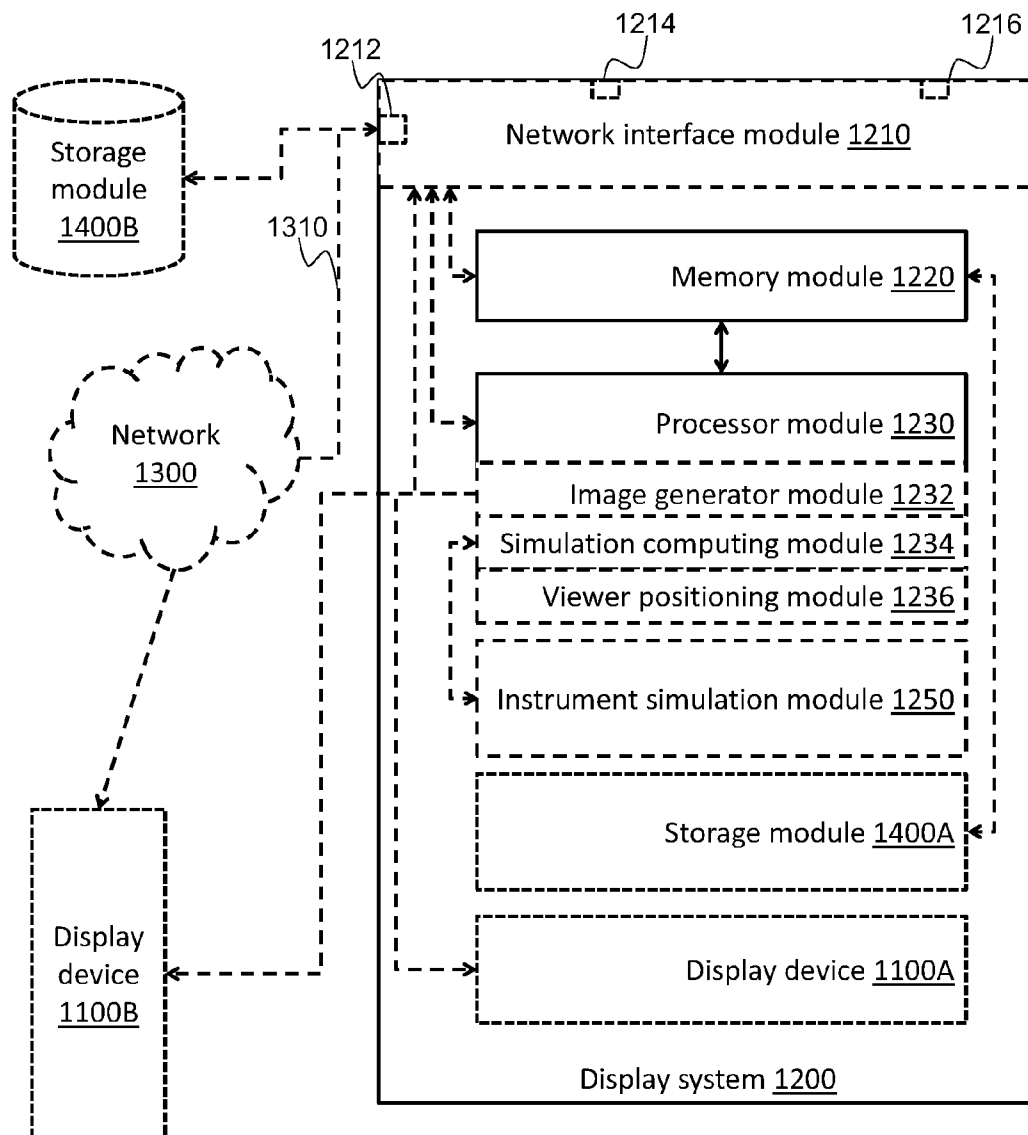 1214
1216
1212
Network interface module 1210
Storage
module
1400B
1310
Memory module 1220
Network
1300
Processor module 1230
Image generator module 1232
Simulation computing module 1234
Viewer positioning module 1236
Instrument simulation module 1250
Storage module 1400A
Display
device
1100B
Display device 1100A
Display system 1200